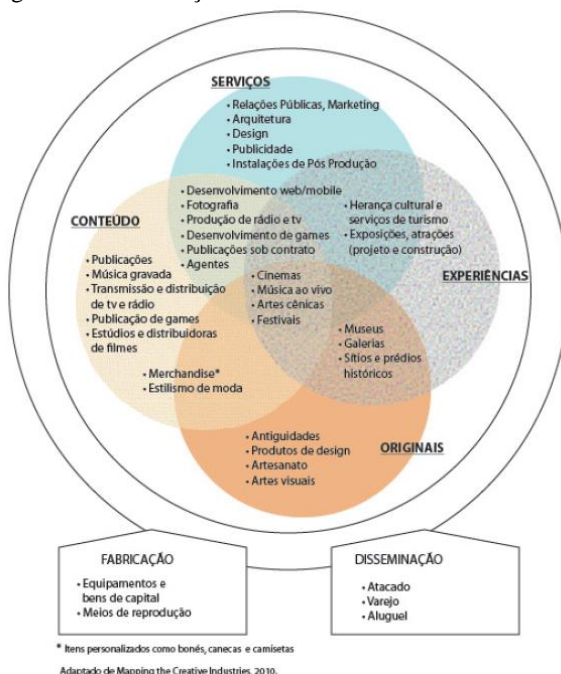 SERVIÇOS
• Relações Públicas, Marketing
• Arquitetura
• Design
• Publicidade
• Instalações de Pós Produção
• Desenvolvimento web/mobile
• Fotografia
• Produção de rádio e tv
• Desenvolvimento de games
• Publicações sob contrato
• Agentes
• Herança cultural e
serviços de turismo
• Exposições, atrações
(projeto e construção)
CONTEÚDO
• Publicações
• Música gravada
• Transmissão e distribuição
de tv e rádio
• Publicação de games
• Estúdios e distribuidoras
de filmes
EXPERIÊNCIAS
• Cinemas
• Música ao vivo
• Artes cênicas
• Festivais
• Museus
• Galerias
• Sítios e prédios
históricos
• Merchandise*
• Estilismo de moda
ORIGINAIS
• Antiguidades
• Produtos de design
• Artesanato
• Artes visuais
FABRICAÇÃO
• Equipamentos e
bens de capital
• Meios de reprodução
DISSEMINAÇÃO
• Atacado
• Varejo
• Aluguel
* Itens personalizados como bonés, canecas e camisetas
Adaptado de Mapping the Creative Industries, 2010.